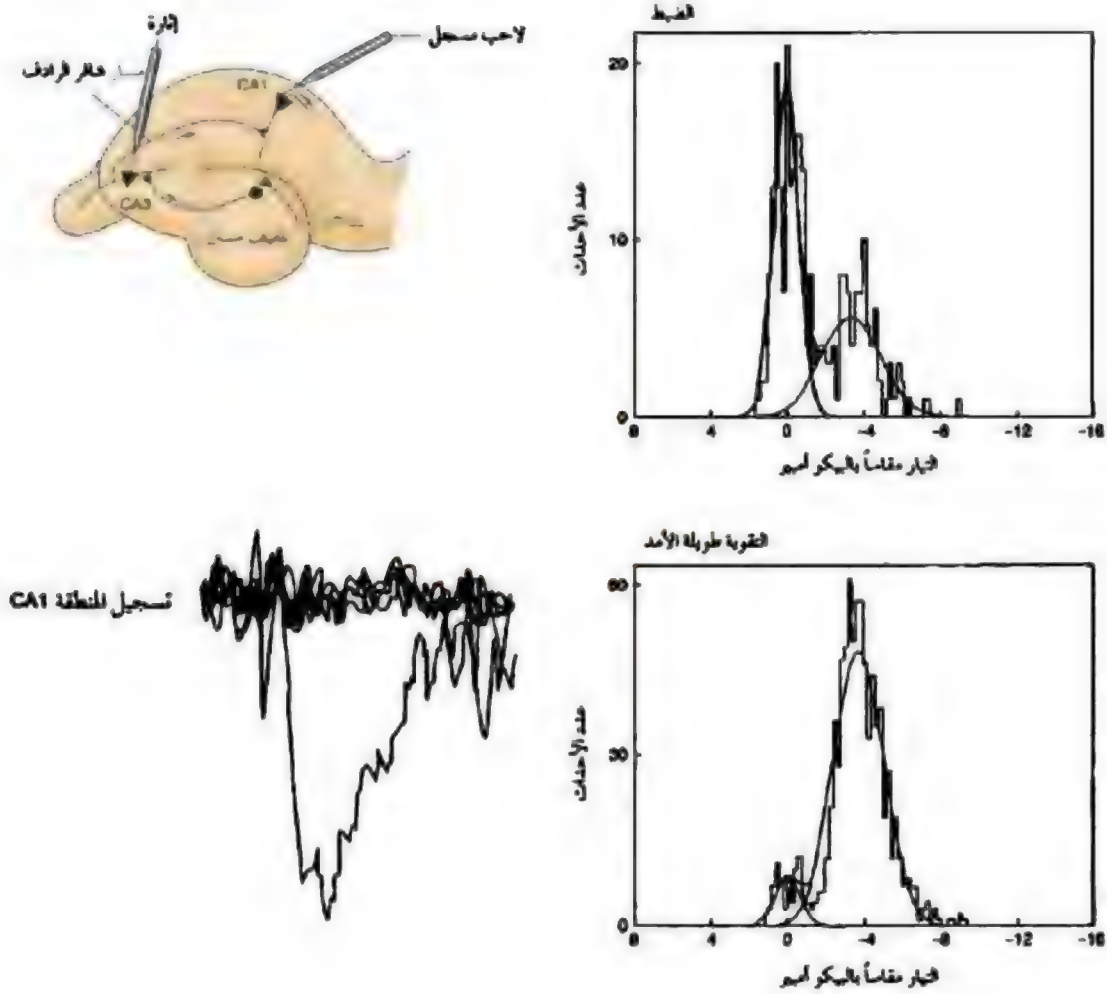 إثارة
لاحب مسجل
CA1
CA3
الضبط
20
10
0
عدد الأحداث
8 4 0 -4 -8 -12 -16
التيار مقاساً بالبيكو أمبير
تسجيل المنطقة CA1
التقوية طويلة الأمد
60
30
0
عدد الأحداث
8 4 0 -4 -8 -12 -16
التيار مقاساً بالبيكو أمبير